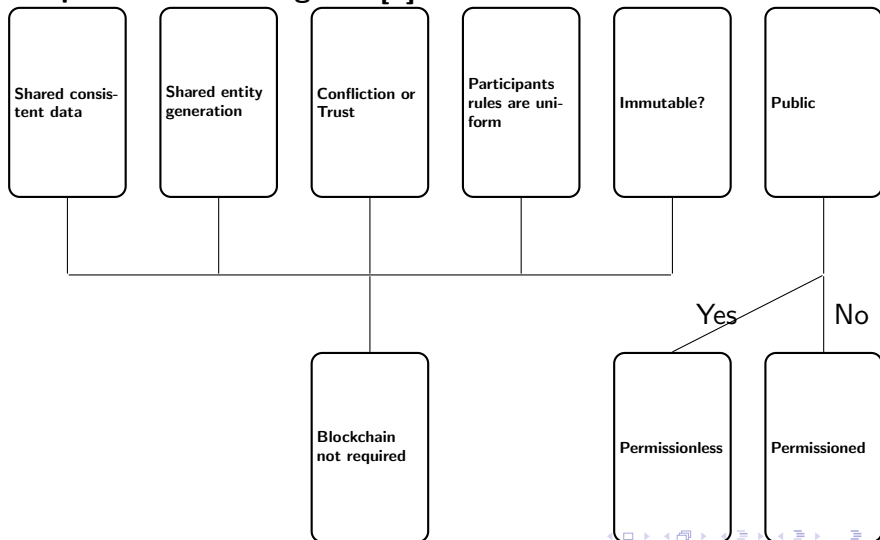 Shared consis-
tent data
Shared entity
generation
Confliction or
Trust
Participants
rules are uni-
form
Immutable?
Public
Yes
No
Blockchain
not required
Permissionless
Permissioned